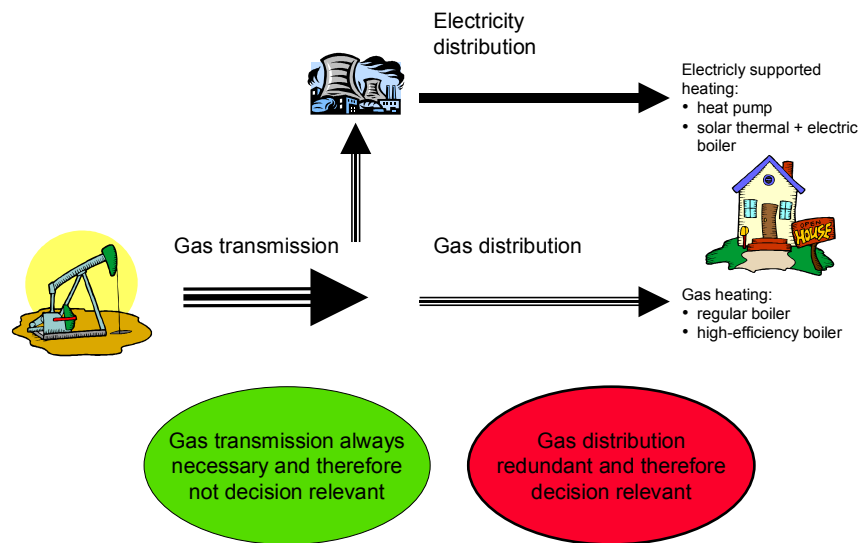 Electricity
distribution
Electricly supported
heating:
• heat pump
• solar thermal + electric
boiler
OPEN
HOUSE
Gas transmission
Gas distribution
Gas heating:
• regular boiler
• high-efficiency boiler
Gas transmission always
necessary and therefore
not decision relevant
Gas distribution
redundant and therefore
decision relevant